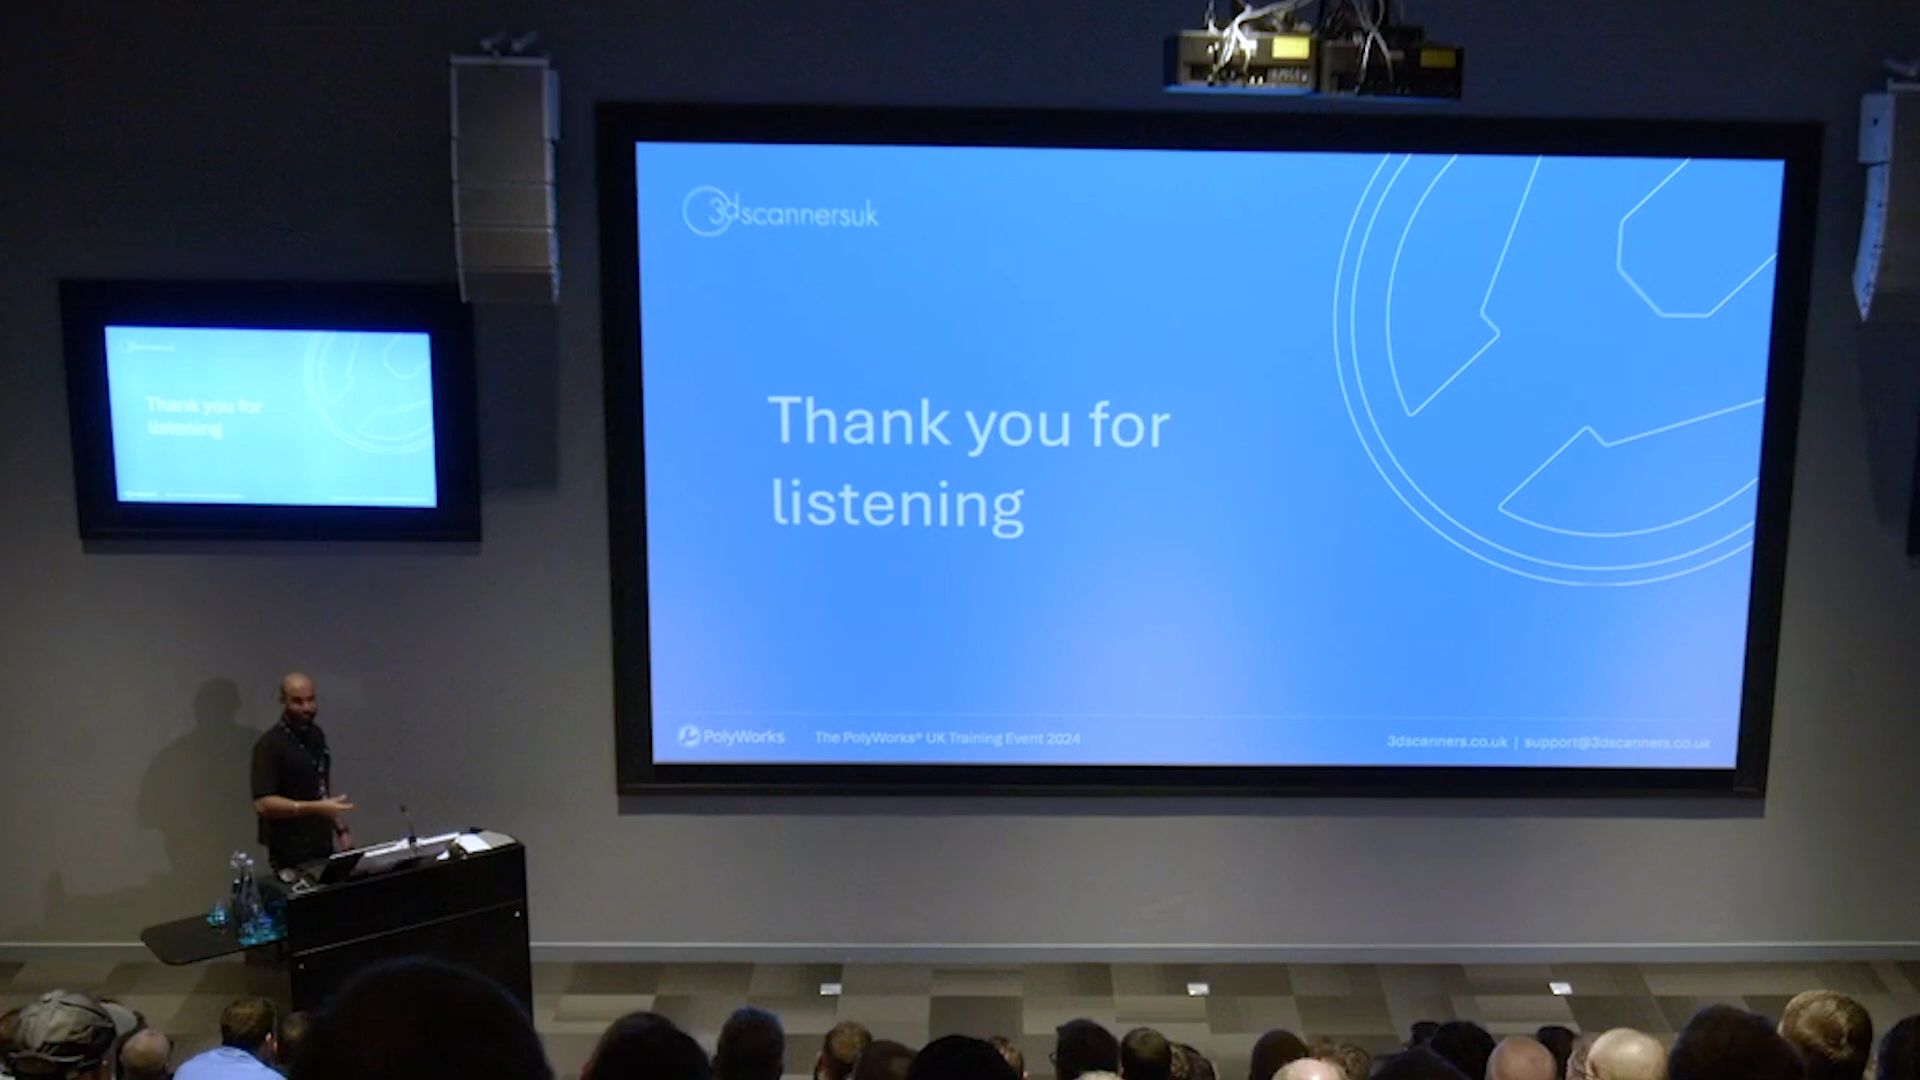 3dscannersuk
Thank you for
listening
PolyWorks
The PolyWorks® UK Training Event 2024
3dscanners.co.uk | support@3dscanners.co.uk
Thank you for
listening